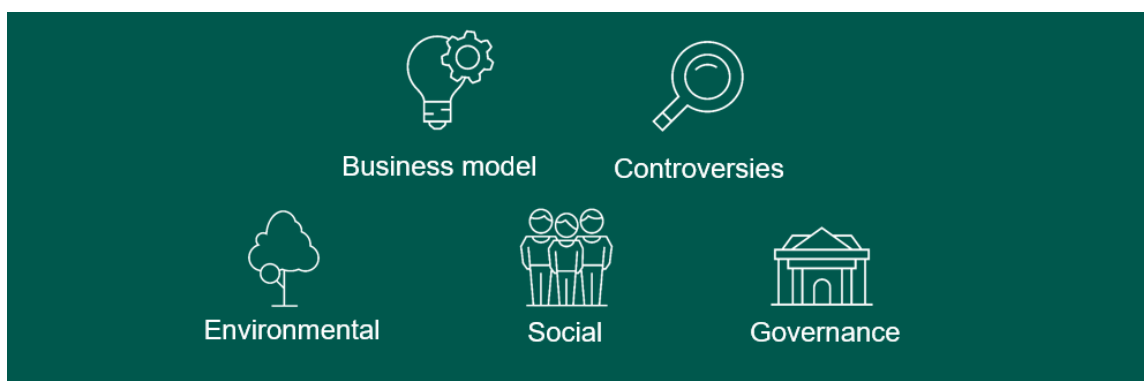 Business model
Controversies
Environmental
Social
Governance